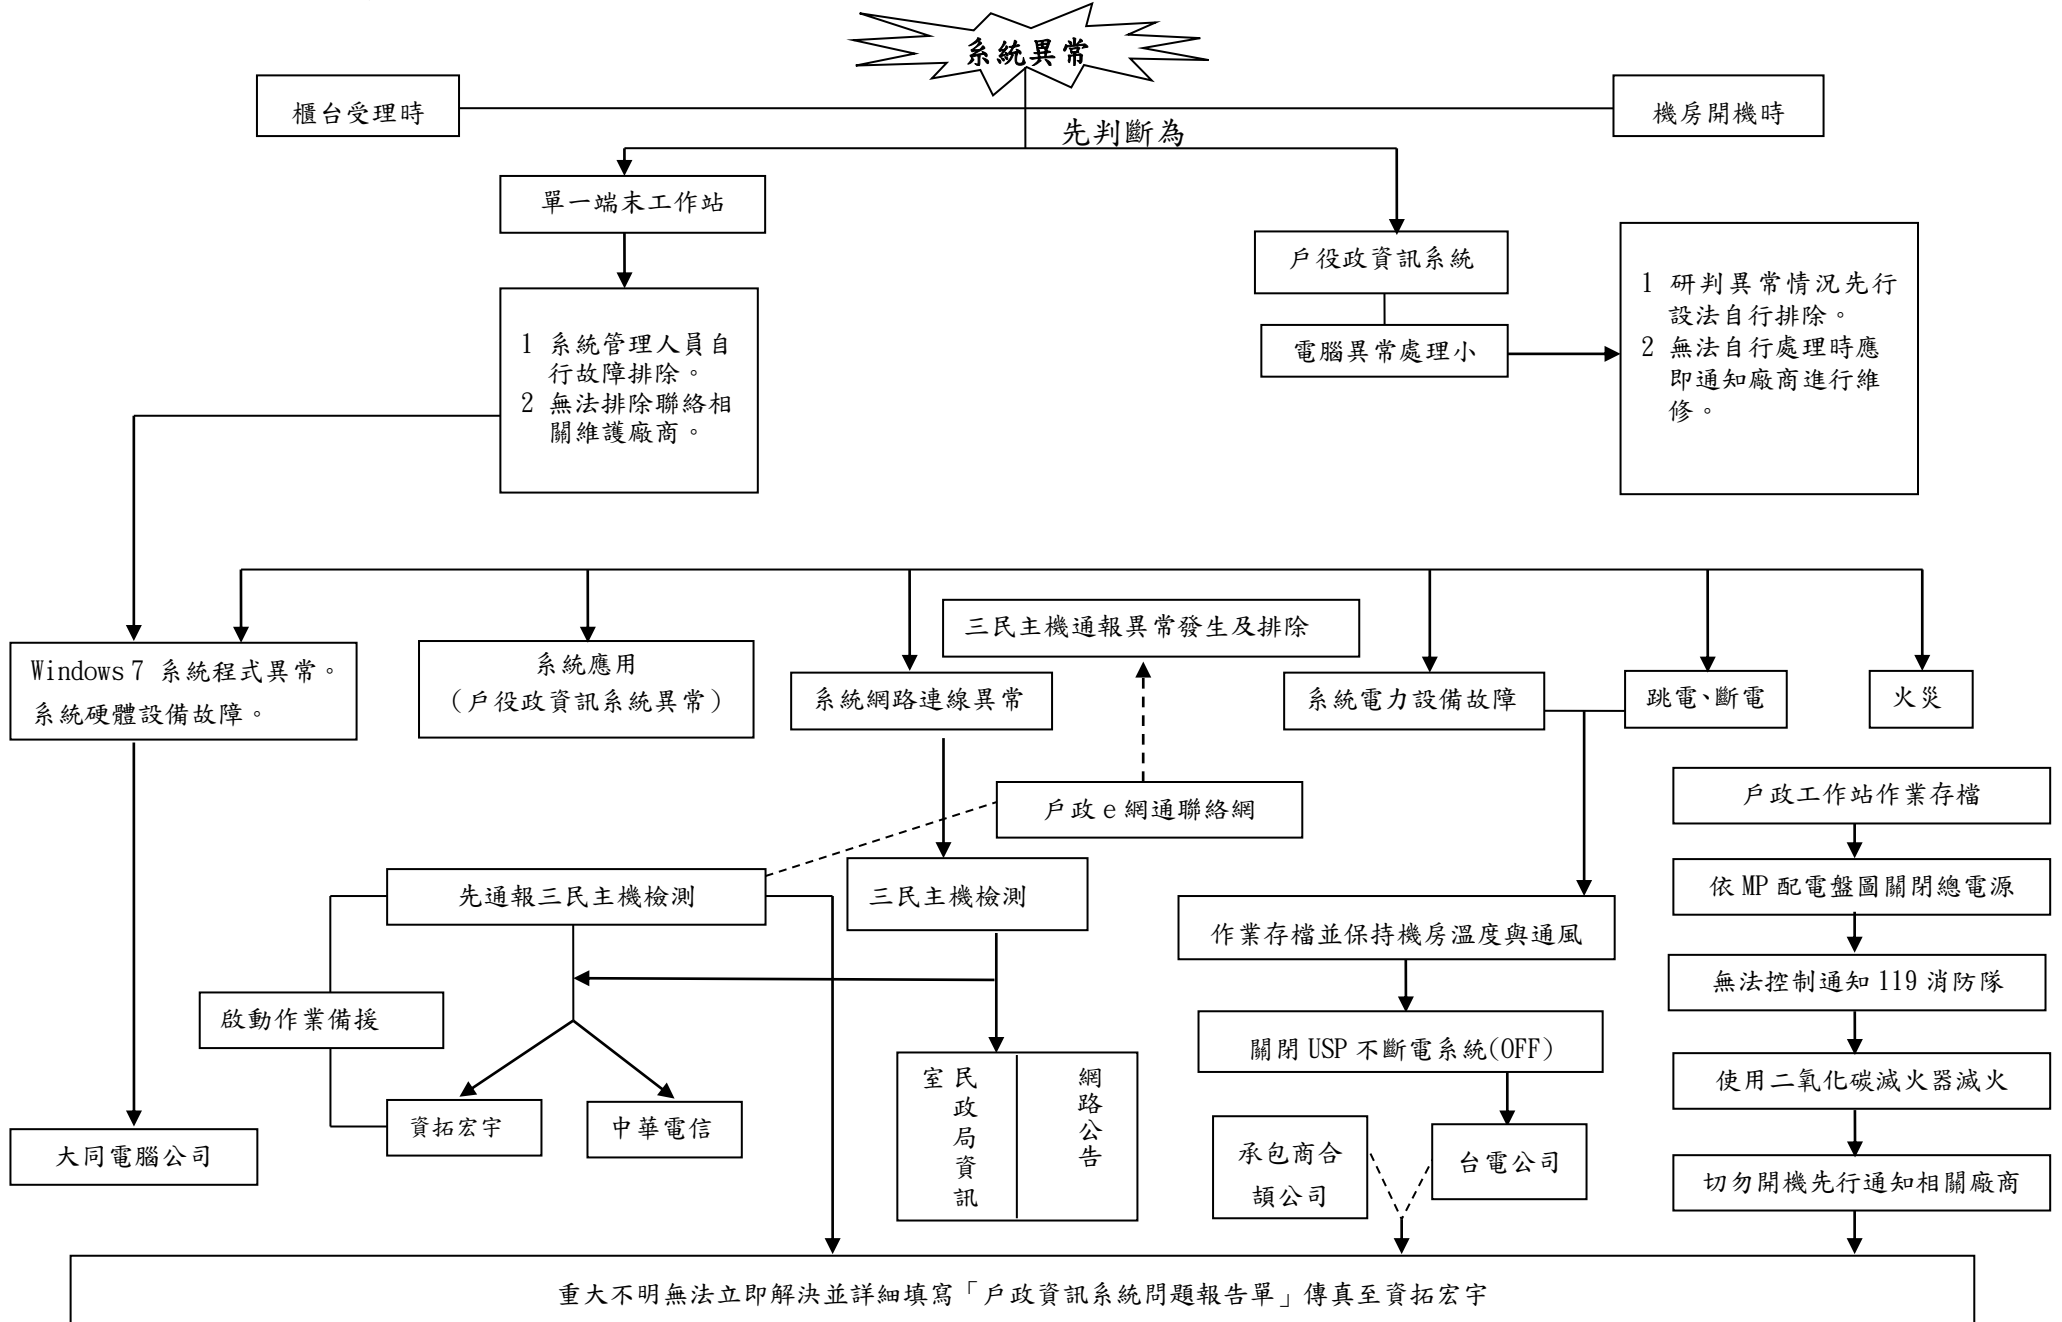 系統異常
櫃台受理時
機房開機時
先判斷為
單一端末工作站
戶役政資訊系統
1 研判異常情況先行
設法自行排除。
2 無法自行處理時應
即通知廠商進行維
修。
電腦異常處理小
1 系統管理人員自
行故障排除。
2 無法排除聯絡相
關維護廠商。
三民主機通報異常發生及排除
Windows 7 系統程式異常。
系統硬體設備故障。
系統應用
(戶役政資訊系統異常)
系統網路連線異常
系統電力設備故障
跳電、斷電
火災
戶政 e 網通聯絡網
戶政工作站作業存檔
先通報三民主機檢測
三民主機檢測
依 MP 配電盤圖關閉總電源
作業存檔並保持機房溫度與通風
無法控制通知 119 消防隊
啟動作業備援
關閉 USP 不斷電系統(OFF)
使用二氧化碳滅火器滅火
民政局資訊
室
網路公告
資拓宏宇
中華電信
大同電腦公司
承包商合
頡公司
台電公司
切勿開機先行通知相關廠商
重大不明無法立即解決並詳細填寫「戶政資訊系統問題報告單」傳真至資拓宏宇